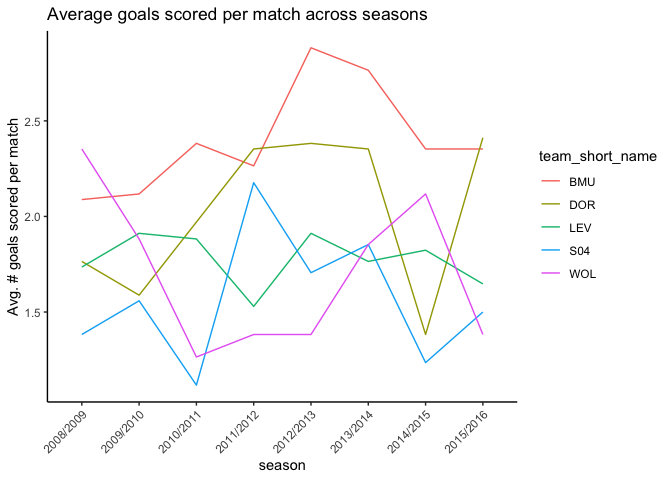 Average goals scored per match across seasons
Avg. # goals scored per match
2.5
2.0
1.5
2008/2009
2009/2010
2010/2011
2011/2012
2012/2013
2013/2014
2014/2015
2015/2016
season
team_short_name
BMU
DOR
LEV
S04
WOL